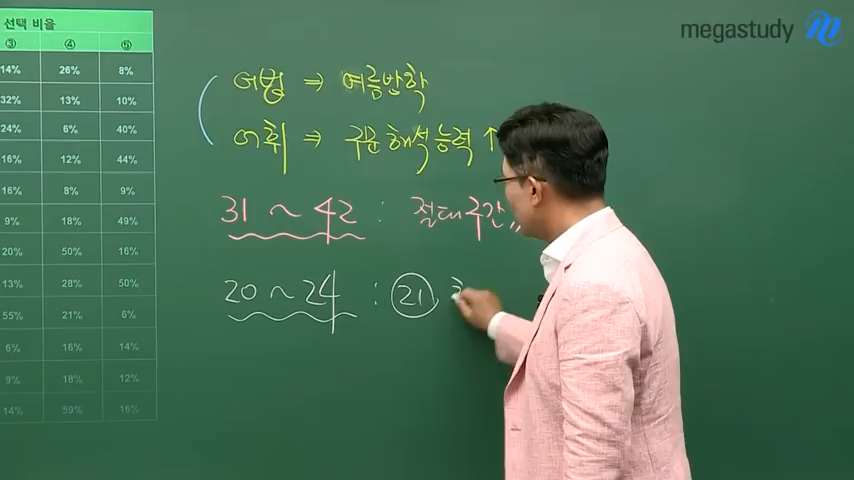 선택 비율
③ ④ ⑤
14% 26% 8%
32% 13% 10%
24% 6% 40%
16% 12% 44%
16% 8% 9%
9% 18% 49%
20% 50% 16%
13% 28% 50%
55% 21% 6%
6% 16% 14%
9% 18% 12%
14% 59% 16%
megastudy
어법 ⇒ 여름방학
어휘 ⇒ 구문해석능력 ↑
31 ~ 42 : 절대구간
20 ~ 24 : 21,